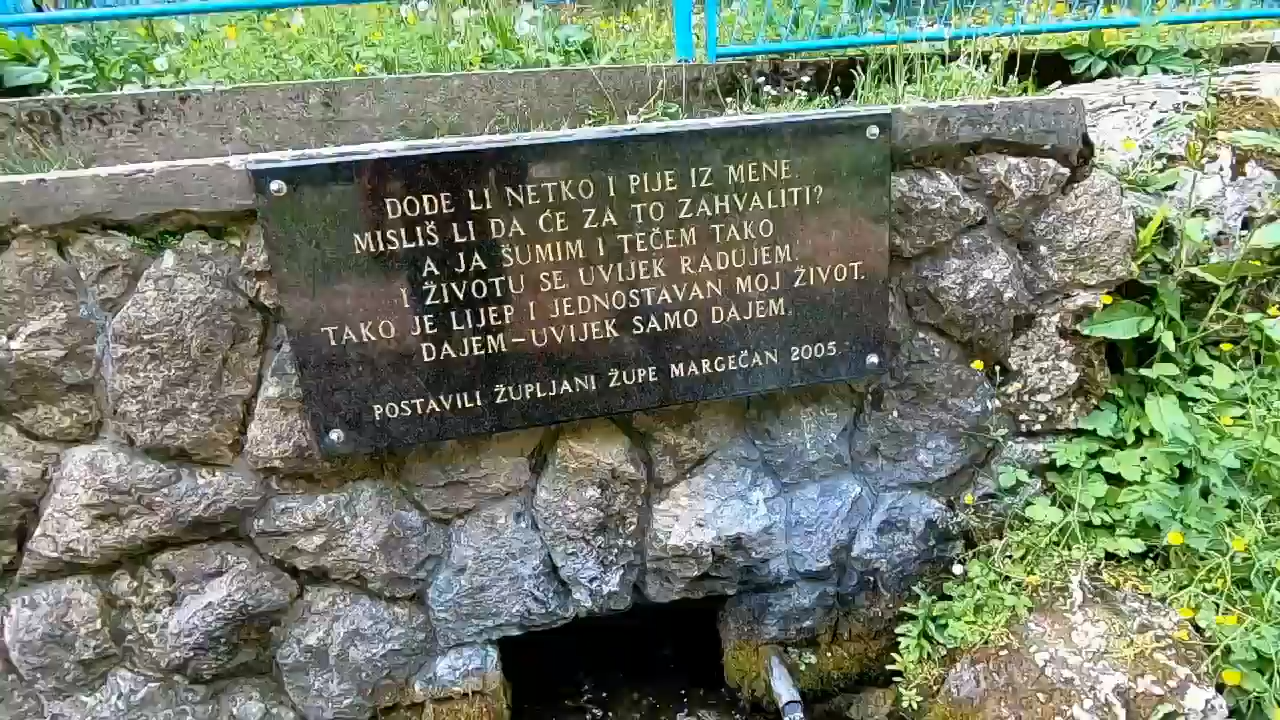 DOĐE LI NETKO I PIJE IZ MENE.
MISLIŠ LI DA ĆE ZA TO ZAHVALITI?
A JA ŠUMIM I TEČEM TAKO
I ŽIVOTU SE UVIJEK RADUJEM.
TAKO JE LIJEP I JEDNOSTAVAN MOJ ŽIVOT.
DAJEM-UVIJEK SAMO DAJEM.
POSTAVILI ŽUPLJANI ŽUPE MARGEČAN 2005.